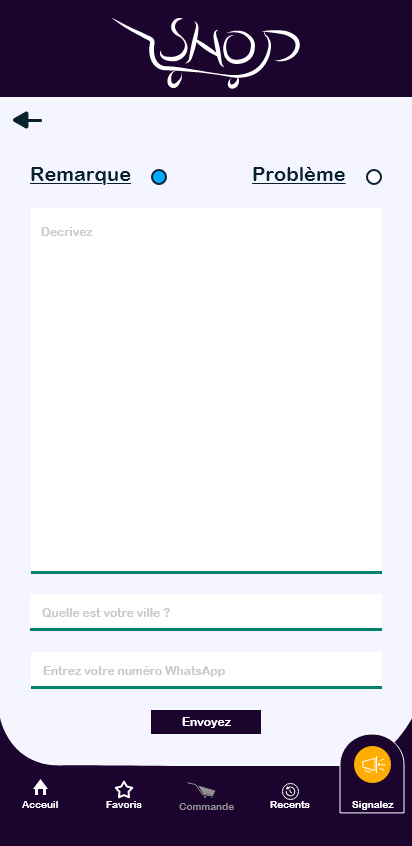 SHOP
Remarque
Problème
Decrivez
Quelle est votre ville ?
Entrez votre numéro WhatsApp
Envoyez
Acceuil
Favoris
Commande
Recents
Signalez